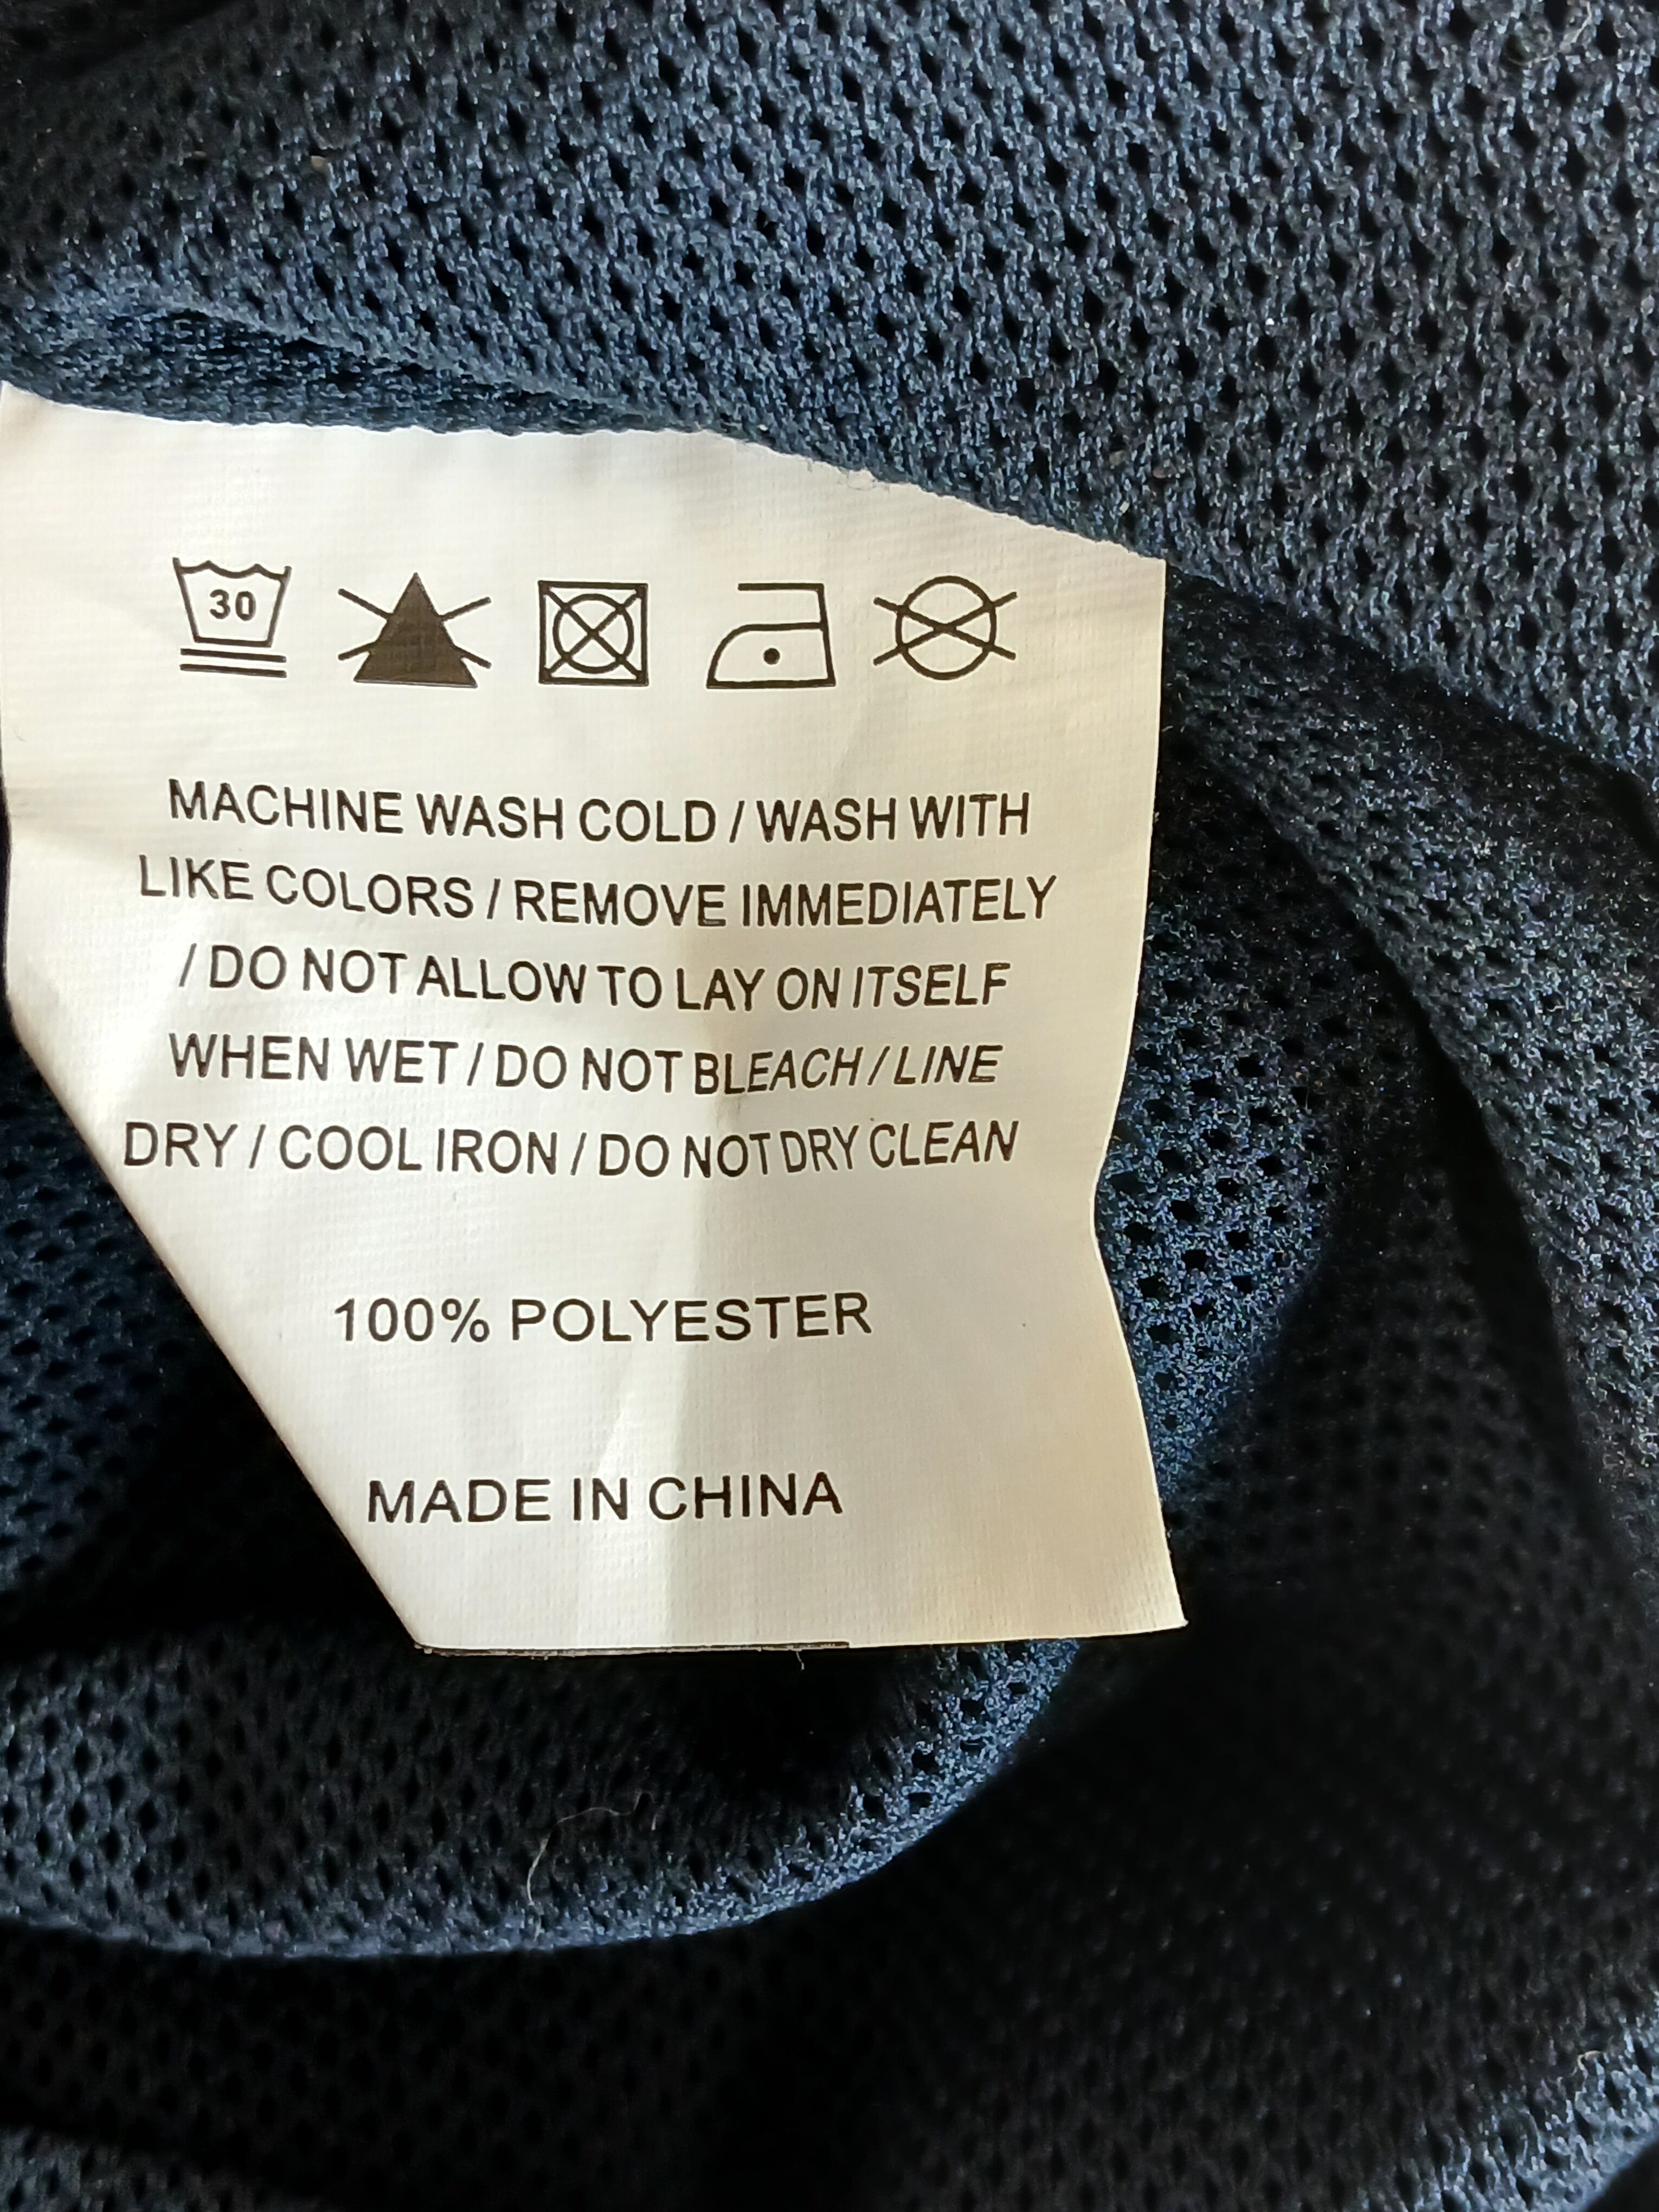 30
MACHINE WASH COLD / WASH WITH
LIKE COLORS / REMOVE IMMEDIATELY
/ DO NOT ALLOW TO LAY ON ITSELF
WHEN WET / DO NOT BLEACH / LINE
DRY / COOL IRON / DO NOT DRY CLEAN
100% POLYESTER
MADE IN CHINA